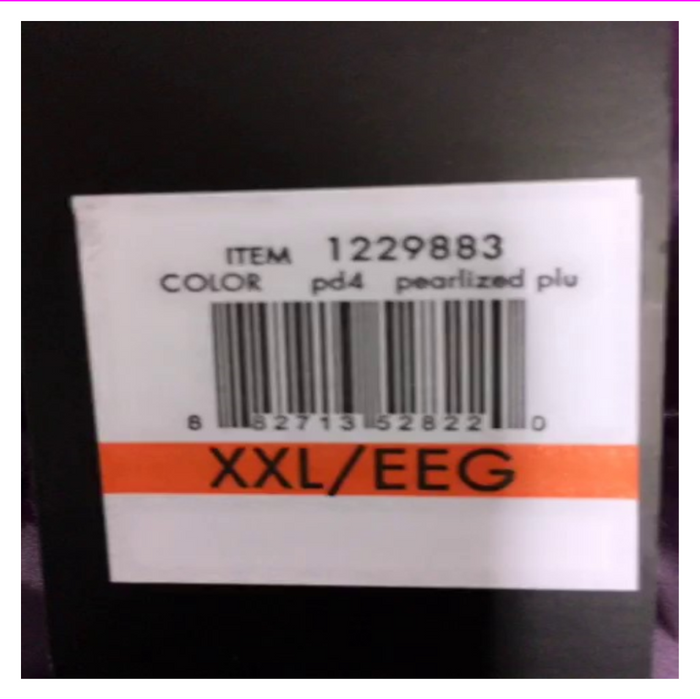 ITEM 1229883
COLOR pd4 pearlized plu
8 82713 52822 0
XXL/EEG